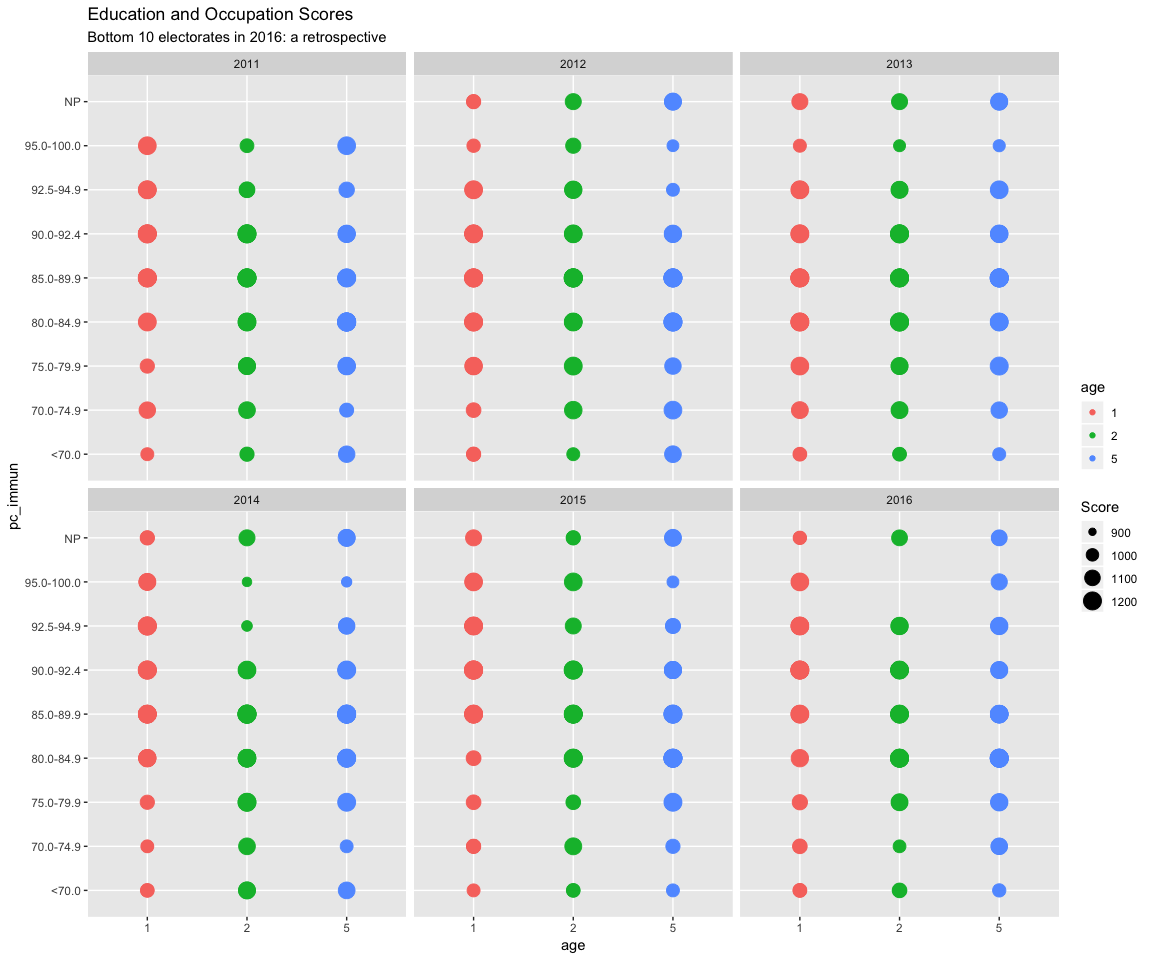 Education and Occupation Scores
Bottom 10 electorates in 2016: a retrospective
2011 2012 2013
NP
95.0-100.0
92.5-94.9
90.0-92.4
85.0-89.9
80.0-84.9
75.0-79.9
70.0-74.9
<70.0
pc_immun
2014 2015 2016
NP
95.0-100.0
92.5-94.9
90.0-92.4
85.0-89.9
80.0-84.9
75.0-79.9
70.0-74.9
<70.0
1 2 5 1 2 5 1 2 5
age
age
1
2
5
Score
900
1000
1100
1200